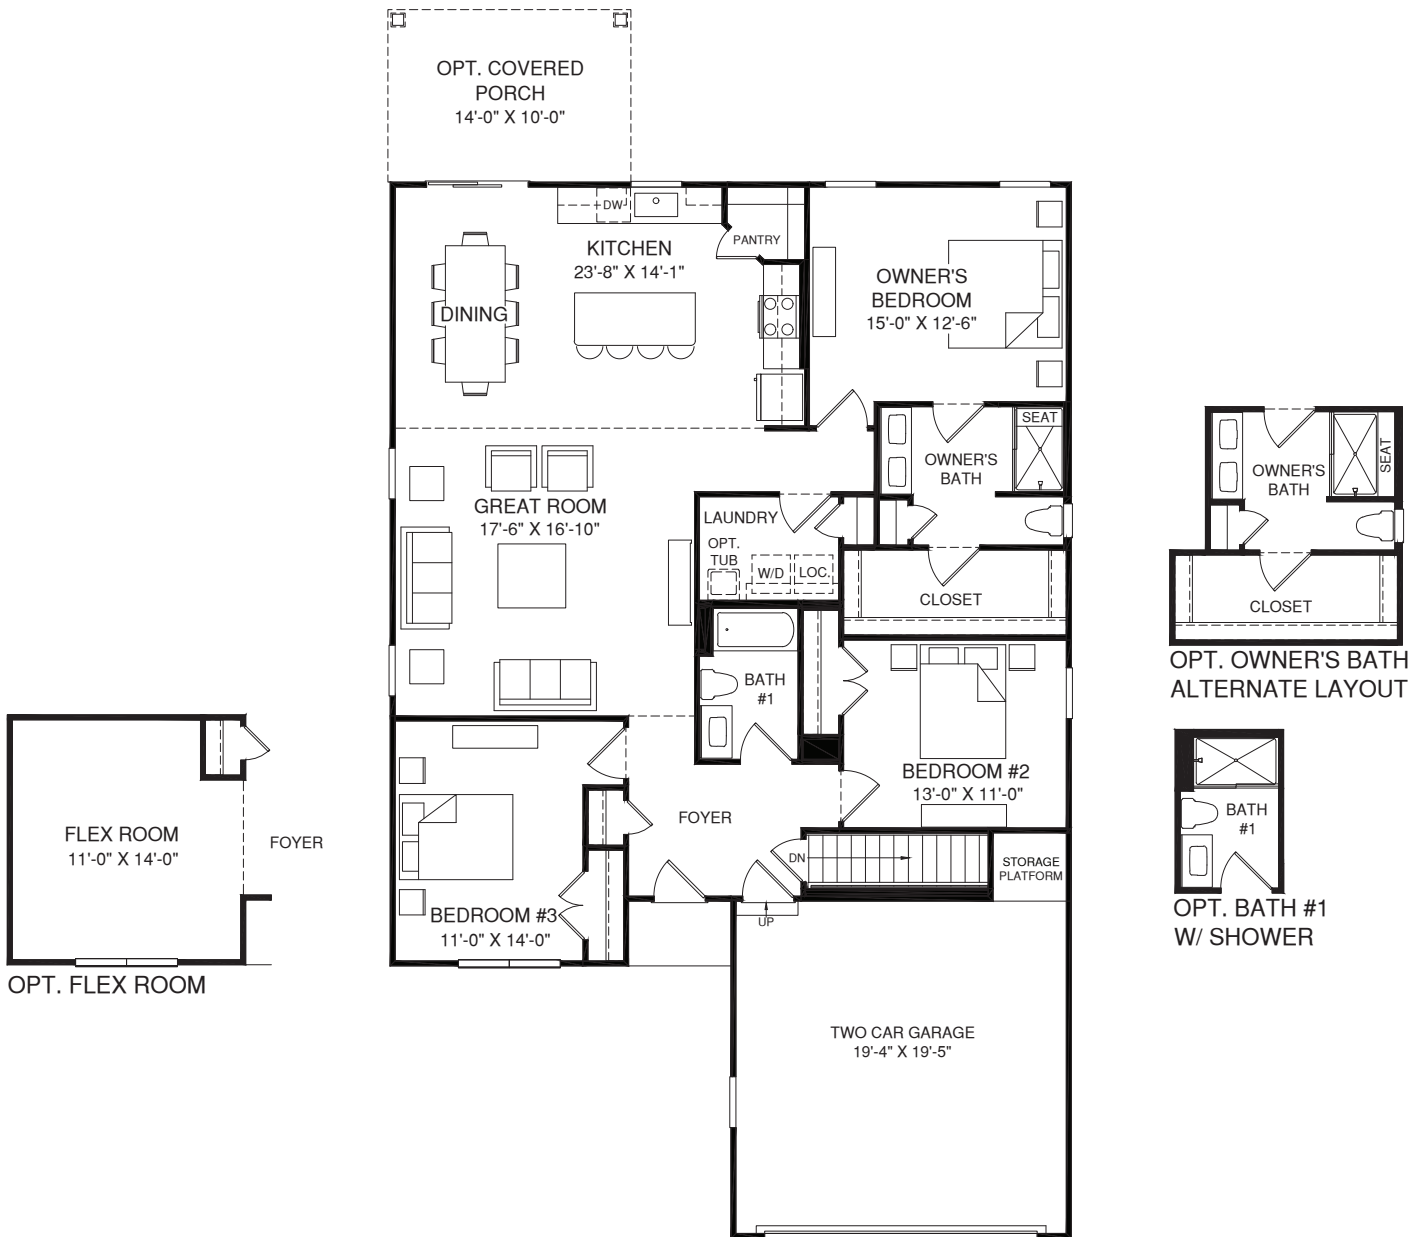 OPT. COVERED
PORCH
14'-0" X 10'-0"
DW
KITCHEN
23'-8" X 14'-1"
PANTRY
DINING
OWNER'S
BEDROOM
15'-0" X 12'-6"
GREAT ROOM
17'-6" X 16'-10"
LAUNDRY
OPT.
TUB
W/D
LOC.
OWNER'S
BATH
SEAT
CLOSET
BATH
#1
BEDROOM #2
13'-0" X 11'-0"
FOYER
DN
STORAGE
PLATFORM
UP
BEDROOM #3
11'-0" X 14'-0"
TWO CAR GARAGE
19'-4" X 19'-5"
FLEX ROOM
11'-0" X 14'-0"
FOYER
OPT. FLEX ROOM
OWNER'S
BATH
SEAT
CLOSET
OPT. OWNER'S BATH
ALTERNATE LAYOUT
BATH
#1
OPT. BATH #1
W/ SHOWER